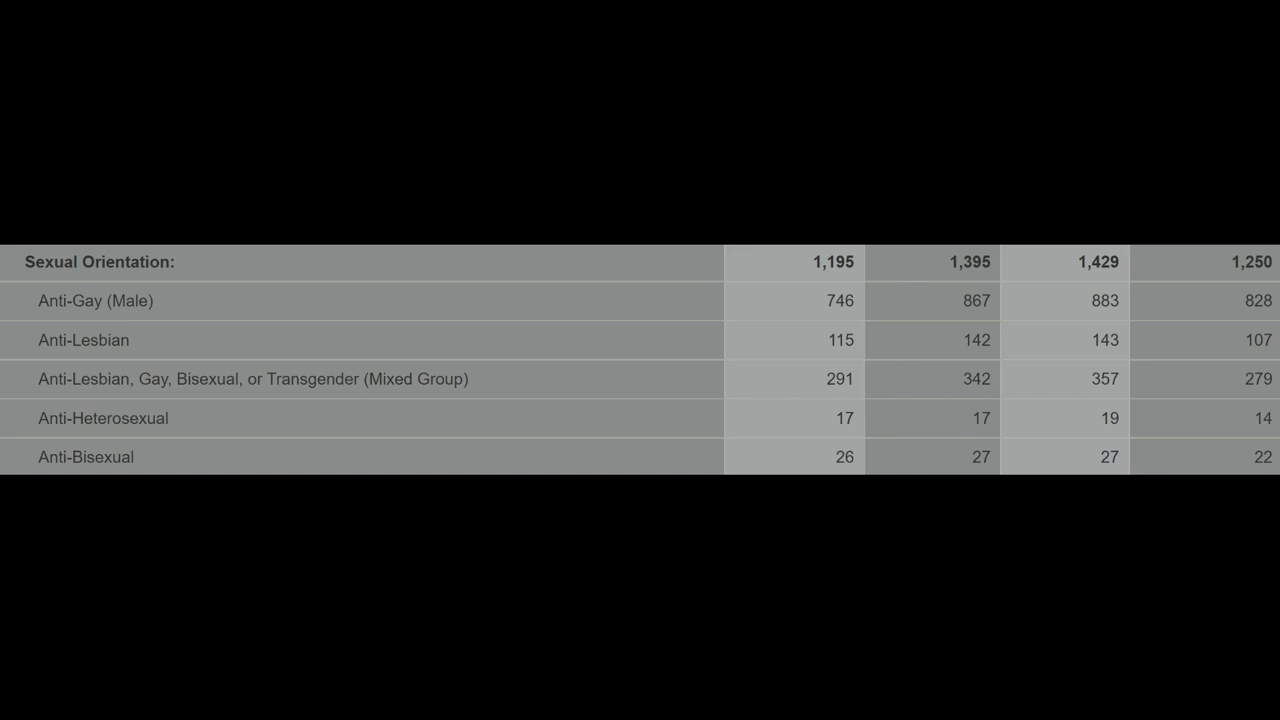 Sexual Orientation: 1,195 1,395 1,429 1,250
Anti-Gay (Male) 746 867 883 828
Anti-Lesbian 115 142 143 107
Anti-Lesbian, Gay, Bisexual, or Transgender (Mixed Group) 291 342 357 279
Anti-Heterosexual 17 17 19 14
Anti-Bisexual 26 27 27 22